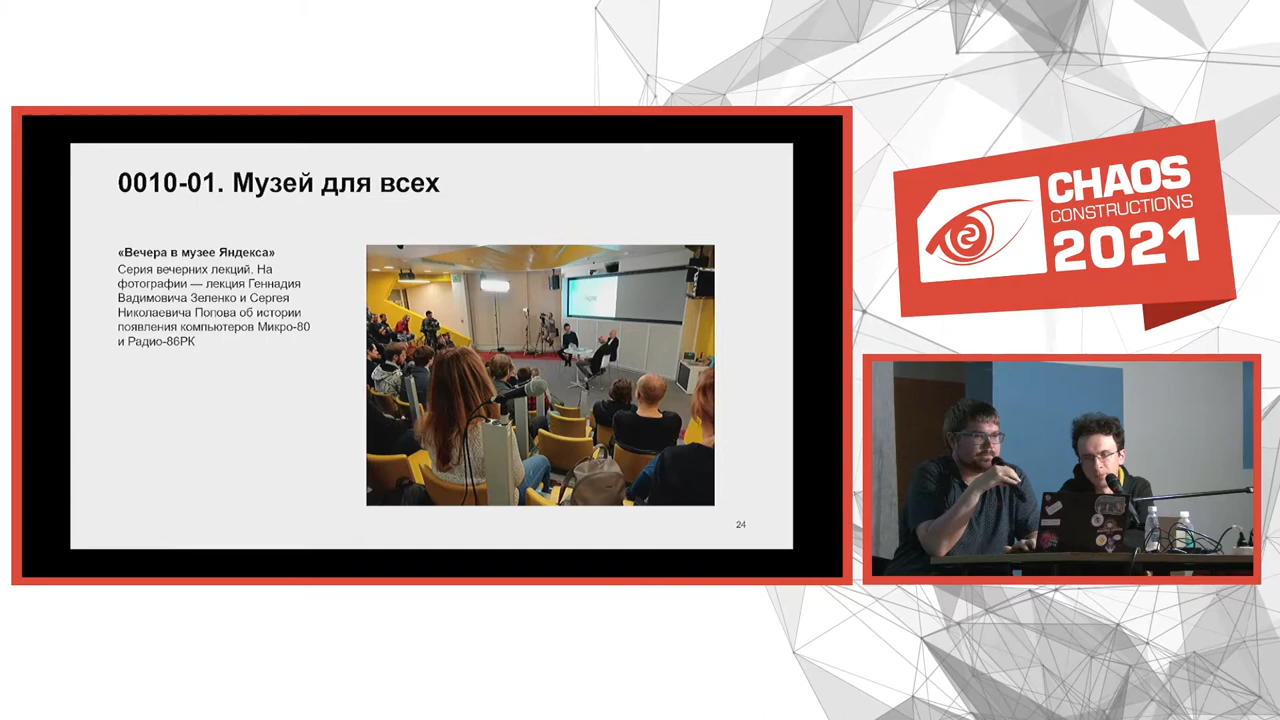 0010-01. Музей для всех
«Вечера в музее Яндекса»
Серия вечерних лекций. На
фотографии — лекция Геннадия
Вадимовича Зеленко и Сергея
Николаевича Попова об истории
появления компьютеров Микро-80
и Радио-86РК
24
CHAOS
CONSTRUCTIONS
2021